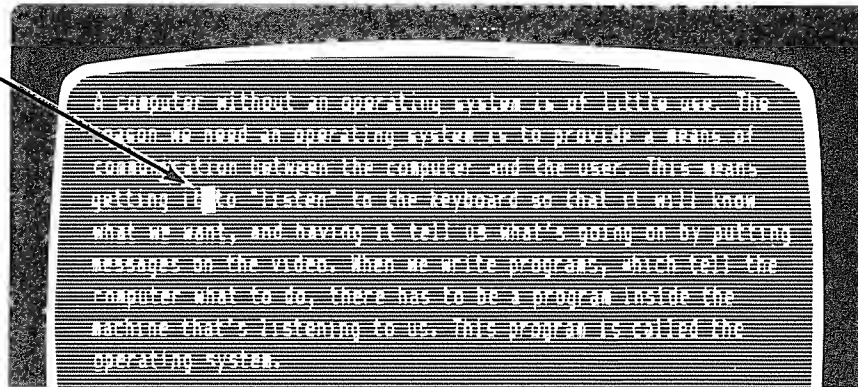 A computer without an operating system is of little use. The
reason we need an operating system is to provide a means of
communication between the computer and the user. This means
getting it to "listen" to the keyboard so that it will know
what we want, and having it tell us what's going on by putting
messages on the video. When we write programs, which tell the
computer what to do, there has to be a program inside the
machine that's listening to us. This program is called the
operating system.